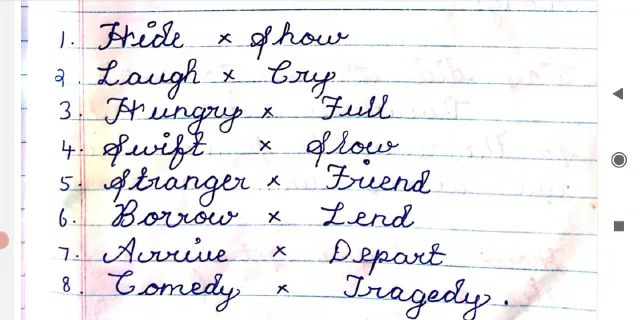 1. Hide × Show
2. Laugh × Cry
3. Hungry × Full
4. Swift × Slow
5. Stranger × Friend
6. Borrow × Lend
7. Arrive × Depart
8. Comedy × Tragedy.